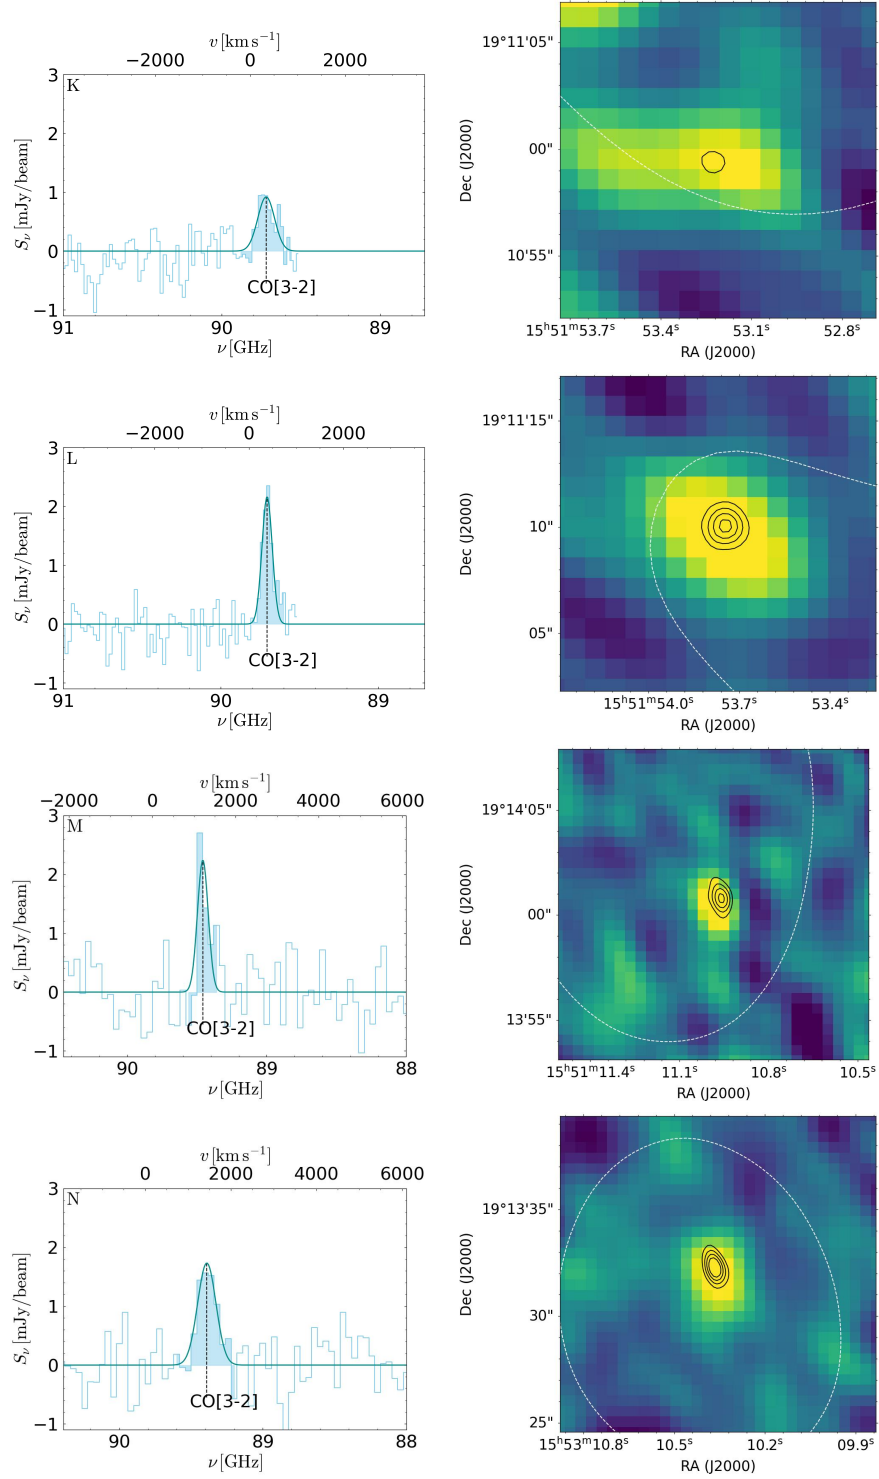 v [km s⁻¹]
−2000 0 2000
K
3
2
1
0
−1
Sν [mJy/beam]
CO[3-2]
91 90 89
ν [GHz]
19°11'05"
00"
10'55"
Dec (J2000)
15ʰ51ᵐ53.7ˢ 53.4ˢ 53.1ˢ 52.8ˢ
RA (J2000)
v [km s⁻¹]
−2000 0 2000
L
3
2
1
0
−1
Sν [mJy/beam]
CO[3-2]
91 90 89
ν [GHz]
19°11'15"
10"
05"
Dec (J2000)
15ʰ51ᵐ54.0ˢ 53.7ˢ 53.4ˢ
RA (J2000)
v [km s⁻¹]
−2000 0 2000 4000 6000
M
3
2
1
0
−1
Sν [mJy/beam]
CO[3-2]
90 89 88
ν [GHz]
19°14'05"
00"
13'55"
Dec (J2000)
15ʰ51ᵐ11.4ˢ 11.1ˢ 10.8ˢ 10.5ˢ
RA (J2000)
v [km s⁻¹]
0 2000 4000 6000
N
3
2
1
0
−1
Sν [mJy/beam]
CO[3-2]
90 89 88
ν [GHz]
19°13'35"
30"
25"
Dec (J2000)
15ʰ53ᵐ10.8ˢ 10.5ˢ 10.2ˢ 09.9ˢ
RA (J2000)